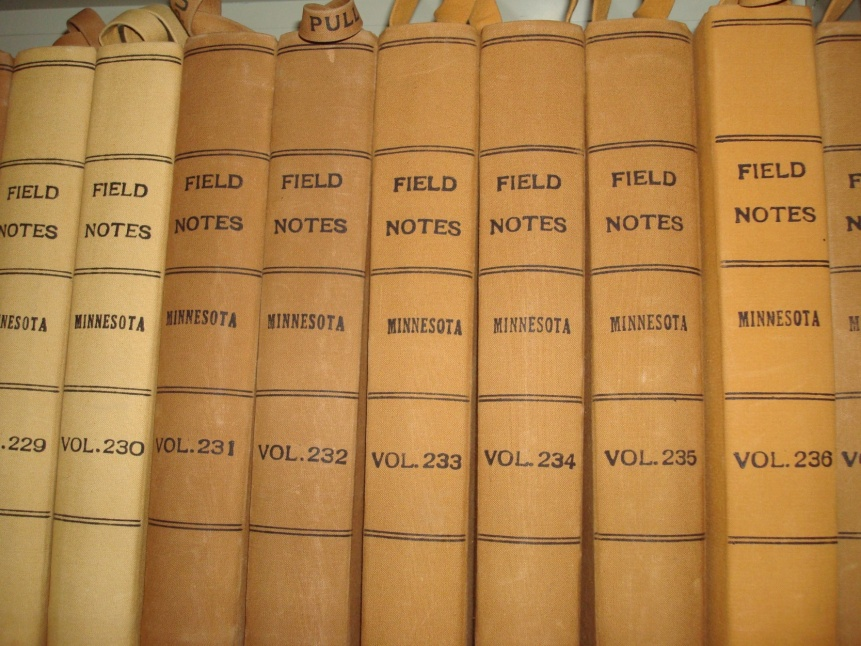 PULL
FIELD
NOTES
NESOTA
.229
FIELD
NOTES
MINNESOTA
VOL.230
FIELD
NOTES
MINNESOTA
VOL.231
FIELD
NOTES
MINNESOTA
VOL.232
FIELD
NOTES
MINNESOTA
VOL.233
FIELD
NOTES
MINNESOTA
VOL.234
FIELD
NOTES
MINNESOTA
VOL.235
FIELD
NOTES
MINNESOTA
VOL.236